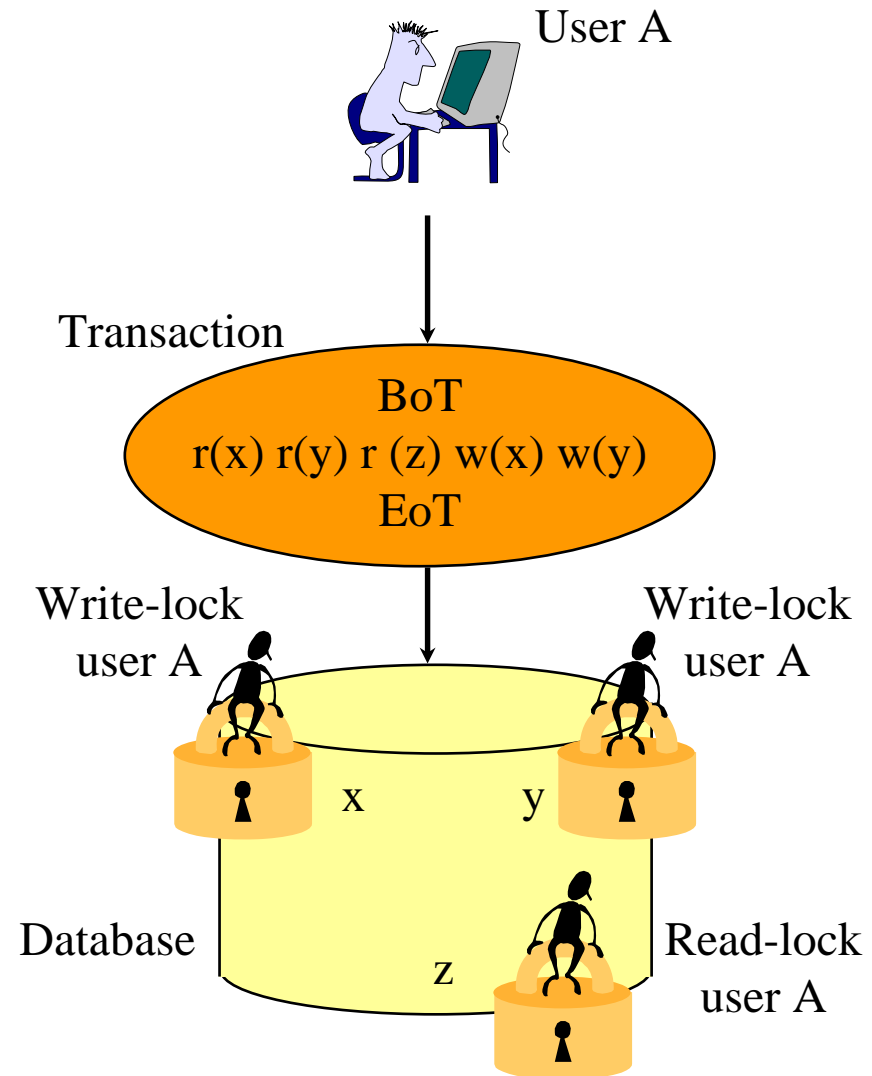 User A
Transaction
BoT
r(x) r(y) r (z) w(x) w(y)
EoT
Write-lock
user A
Write-lock
user A
x
y
Database
z
Read-lock
user A